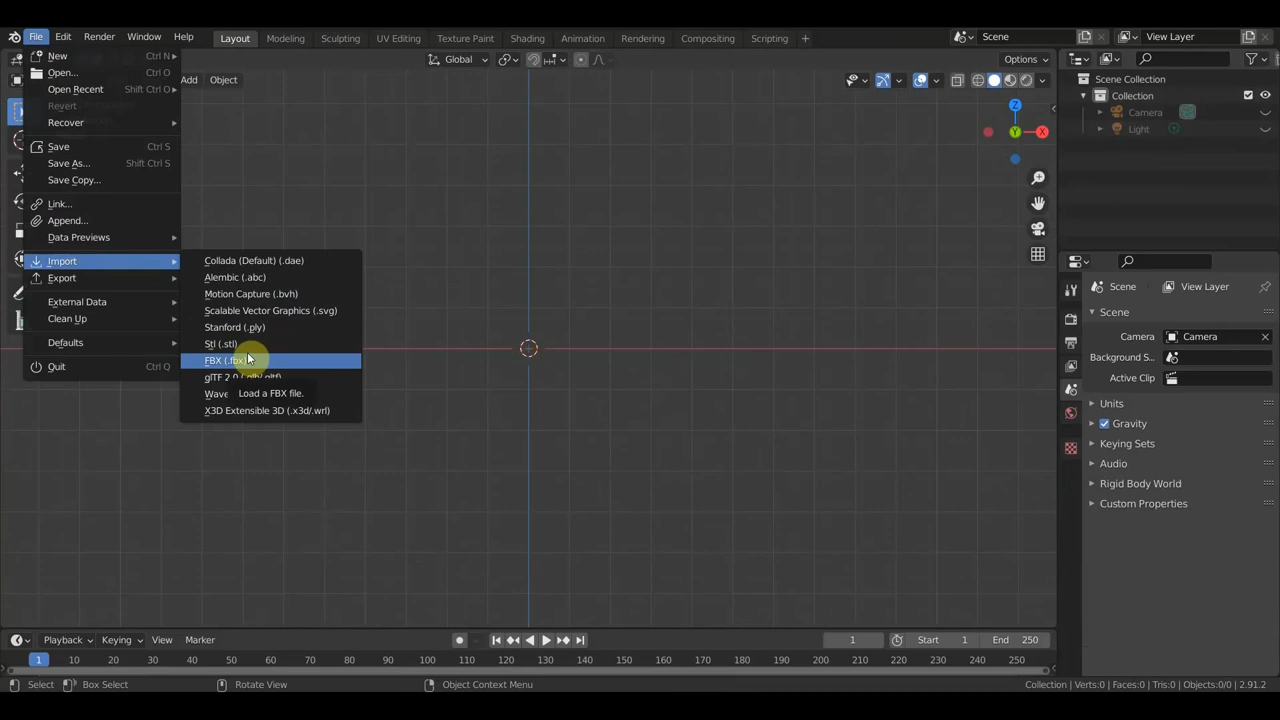 File Edit Render Window Help Layout Modeling Sculpting UV Editing Texture Paint Shading Animation Rendering Compositing Scripting + Scene View Layer
Global Options
Add Object
New Ctrl N
Open... Ctrl O
Open Recent Shift Ctrl O
Revert
Recover
Save Ctrl S
Save As... Shift Ctrl S
Save Copy...
Link...
Append...
Data Previews
Import
Export
External Data
Clean Up
Defaults
Quit Ctrl Q
Collada (Default) (.dae)
Alembic (.abc)
Motion Capture (.bvh)
Scalable Vector Graphics (.svg)
Stanford (.ply)
Stl (.stl)
FBX (.fbx)
glTF 2.0 (.glb/.gltf)
Wave
Load a FBX file.
X3D Extensible 3D (.x3d/.wrl)
Z
Y
X
Scene Collection
Collection
Camera
Light
Scene View Layer
Scene
Camera Camera
Background S...
Active Clip
Units
Gravity
Keying Sets
Audio
Rigid Body World
Custom Properties
Playback Keying View Marker 1 Start 1 End 250
1 10 20 30 40 50 60 70 80 90 100 110 120 130 140 150 160 170 180 190 200 210 220 230 240 250
Select Box Select Rotate View Object Context Menu Collection | Verts:0 | Faces:0 | Tris:0 | Objects:0/0 | 2.91.2